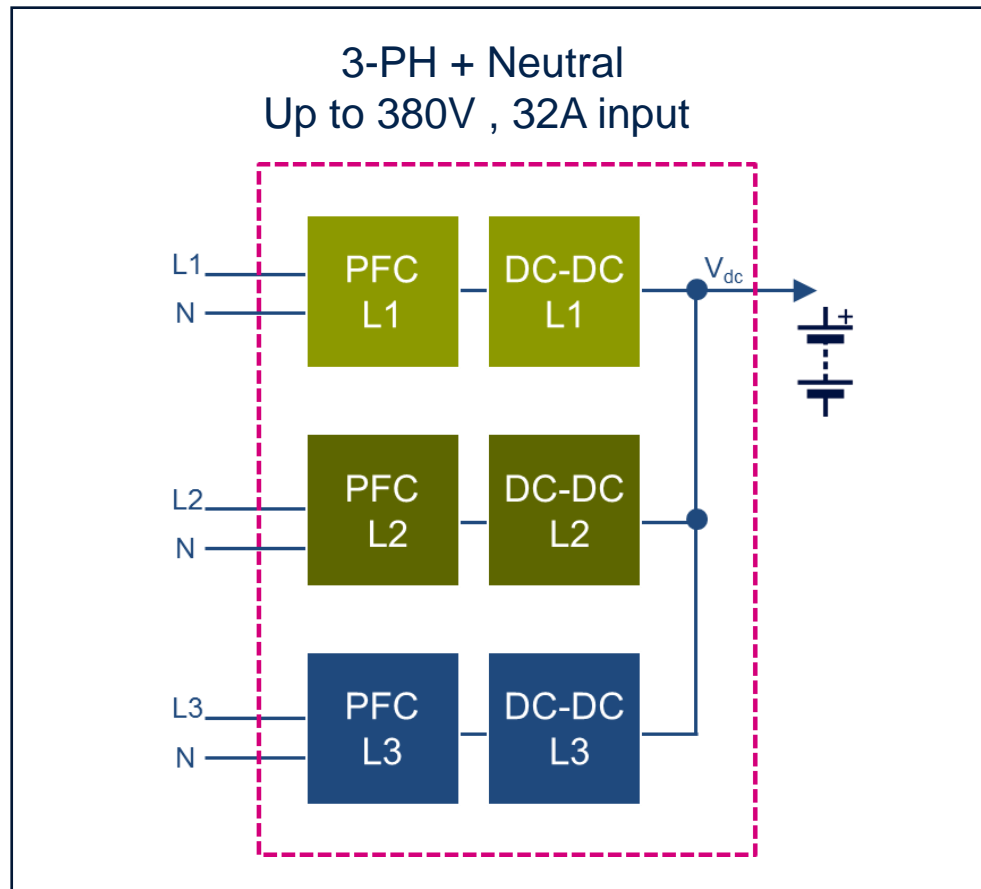 3-PH + Neutral
Up to 380V , 32A input
L1
N
PFC
L1
DC-DC
L1
Vdc
+
L2
N
PFC
L2
DC-DC
L2
L3
N
PFC
L3
DC-DC
L3